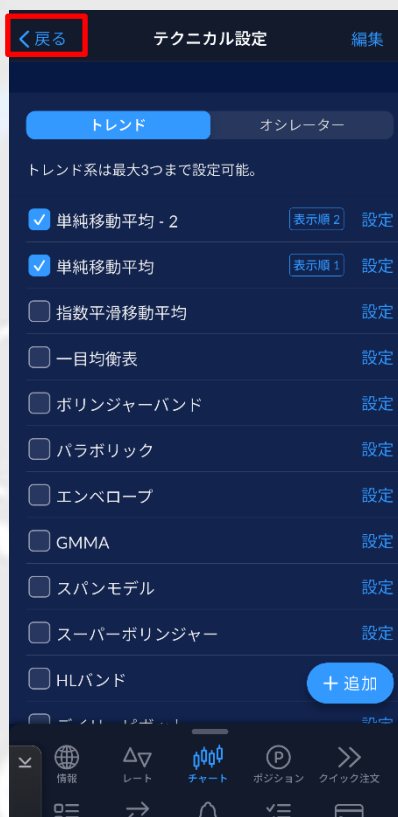 戻る テクニカル設定 編集
トレンド オシレーター
トレンド系は最大3つまで設定可能。
単純移動平均 - 2 表示順 2 設定
単純移動平均 表示順 1 設定
指数平滑移動平均 設定
一目均衡表 設定
ボリンジャーバンド 設定
パラボリック 設定
エンベロープ 設定
GMMA 設定
スパンモデル 設定
スーパーボリンジャー 設定
HLバンド
+ 追加
P
情報 レート チャート ポジション クイック注文